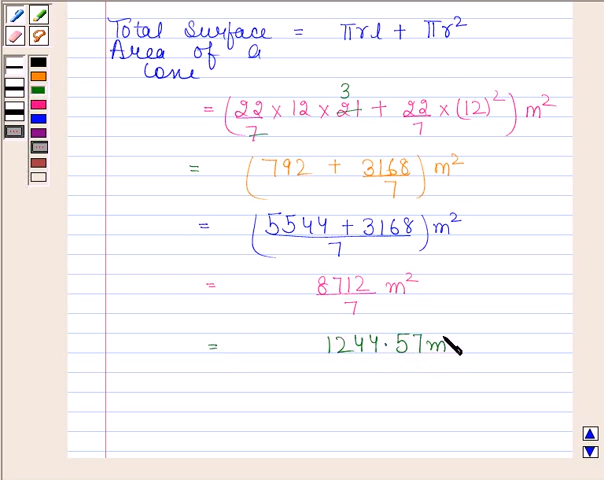 Total Surface = πrl + πr²
Area of a
Cone
3
= (22/7 × 12 × 21 + 22/7 × (12)²) m²
= (792 + 3168/7) m²
= (5544 + 3168/7) m²
= 8712/7 m²
= 1244.57m